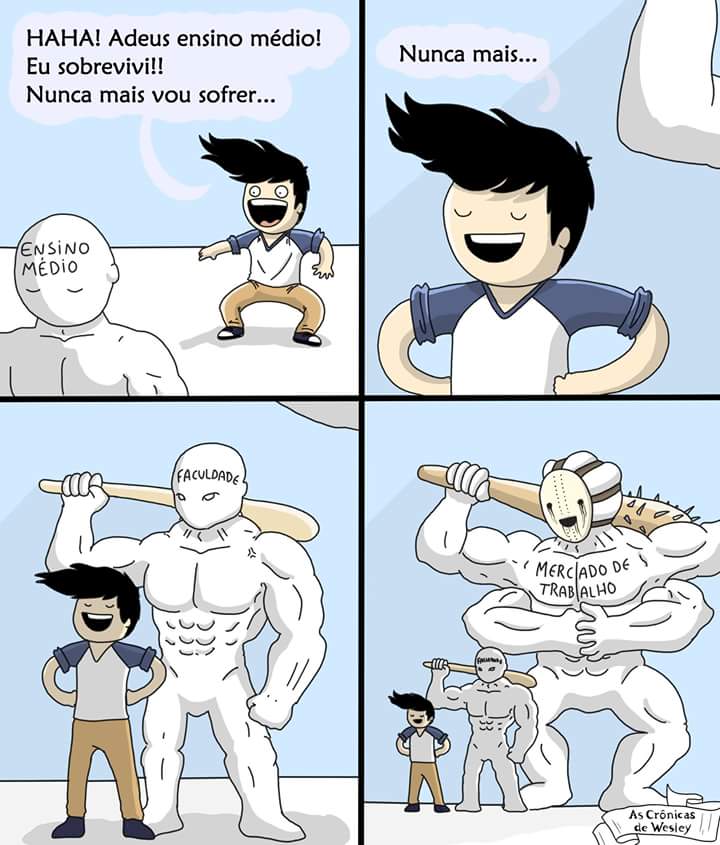 HAHA! Adeus ensino médio!
Eu sobrevivi!!
Nunca mais vou sofrer...
ENSINO
MÉDIO
Nunca mais...
FACULDADE
MERCADO DE
TRABALHO
FACULDADE
As Crônicas
de Wesley